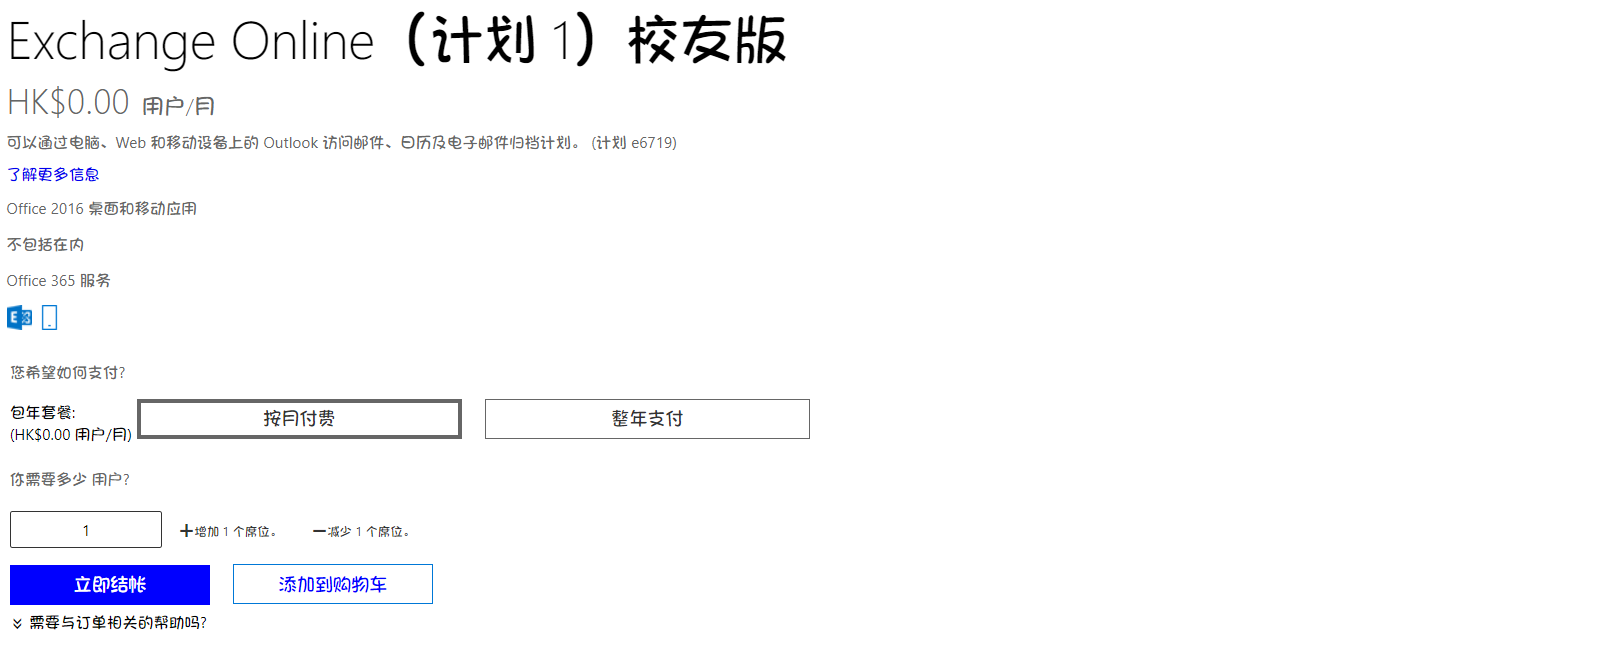 Exchange Online（计划 1）校友版
HK$0.00 用户/月
可以通过电脑、Web 和移动设备上的 Outlook 访问邮件、日历及电子邮件归档计划。 (计划 e6719)
了解更多信息
Office 2016 桌面和移动应用
不包括在内
Office 365 服务
您希望如何支付?
包年套餐:
(HK$0.00 用户/月)
按月付费
整年支付
你需要多少 用户?
1
增加 1 个席位。
减少 1 个席位。
立即结帐
添加到购物车
需要与订单相关的帮助吗?